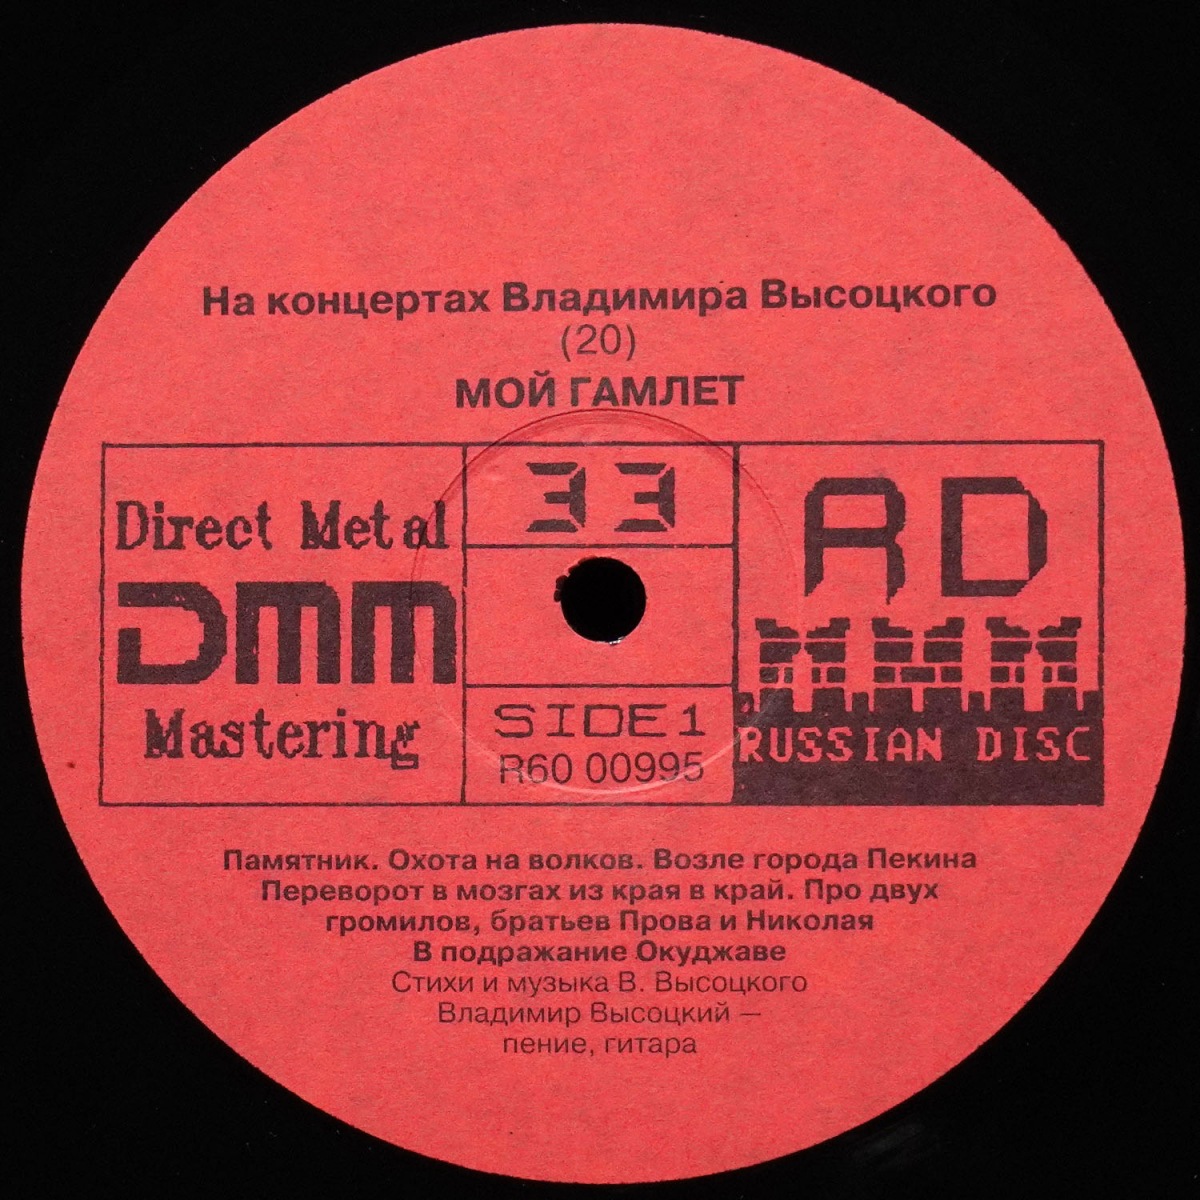 На концертах Владимира Высоцкого
(20)
МОЙ ГАМЛЕТ
Direct Metal
DMM
Mastering
33
SIDE 1
R60 00995
RD
RUSSIAN DISC
Памятник. Охота на волков. Возле города Пекина
Переворот в мозгах из края в край. Про двух
громилов, братьев Прова и Николая
В подражание Окуджаве
Стихи и музыка В. Высоцкого
Владимир Высоцкий —
пение, гитара